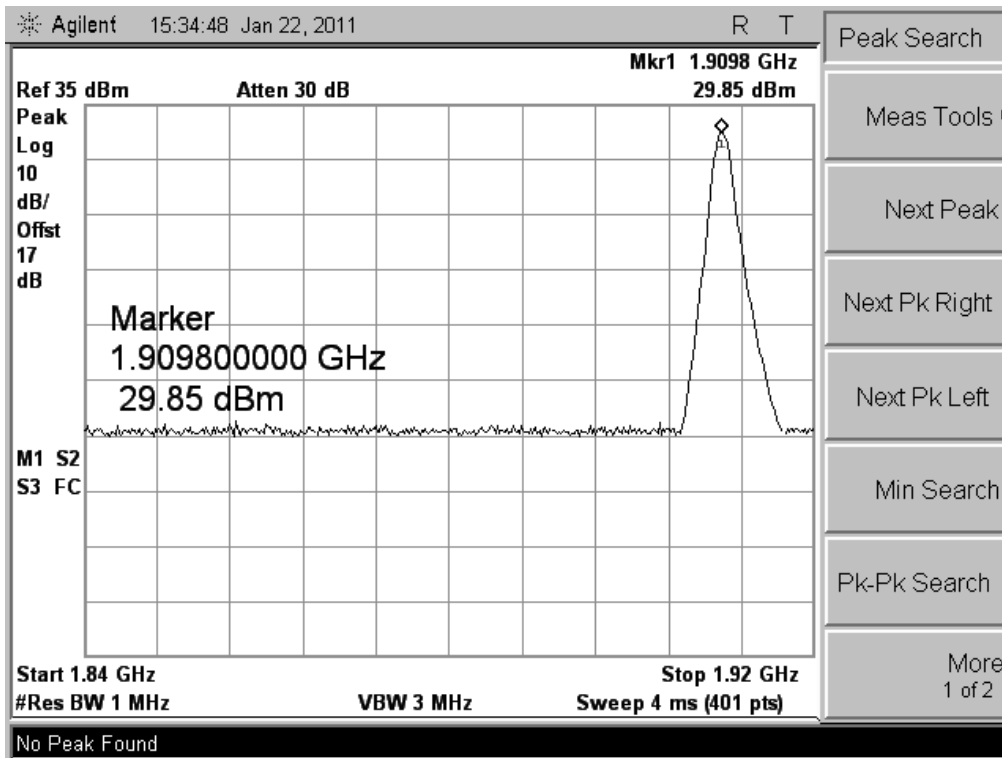 Agilent 15:34:48 Jan 22, 2011 R T
Peak Search
Mkr1 1.9098 GHz
Ref 35 dBm Atten 30 dB 29.85 dBm
Peak
Log
10
dB/
Offst
17
dB
1
Marker
1.909800000 GHz
29.85 dBm
M1 S2
S3 FC
Start 1.84 GHz Stop 1.92 GHz
#Res BW 1 MHz VBW 3 MHz Sweep 4 ms (401 pts)
Meas Tools
Next Peak
Next Pk Right
Next Pk Left
Min Search
Pk-Pk Search
More
1 of 2
No Peak Found